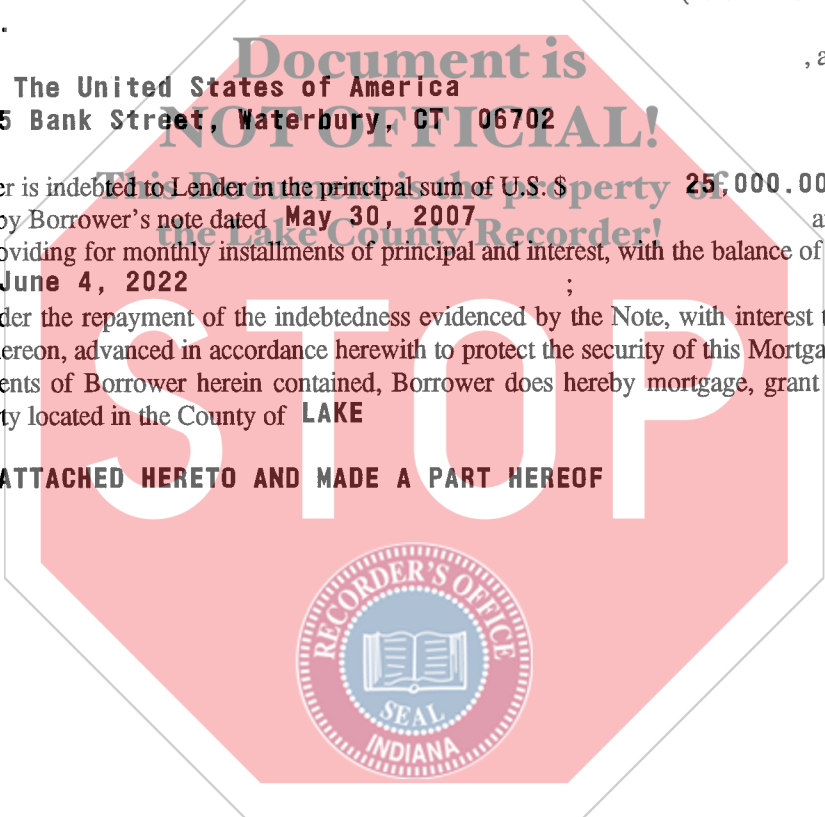 Document is
, a
The United States of America
NOT OFFICIAL!
5 Bank Street, Waterbury, CT 06702
This Document is the property of
er is indebted to Lender in the principal sum of U.S. $ 25,000.00
by Borrower's note dated May 30, 2007 a
the Lake County Recorder!
oviding for monthly installments of principal and interest, with the balance of
June 4, 2022 ;
STOP
der the repayment of the indebtedness evidenced by the Note, with interest t
ereon, advanced in accordance herewith to protect the security of this Mortga
ents of Borrower herein contained, Borrower does hereby mortgage, grant
ty located in the County of LAKE
ATTACHED HERETO AND MADE A PART HEREOF
RECORDER'S OFFICE
SEAL
INDIANA